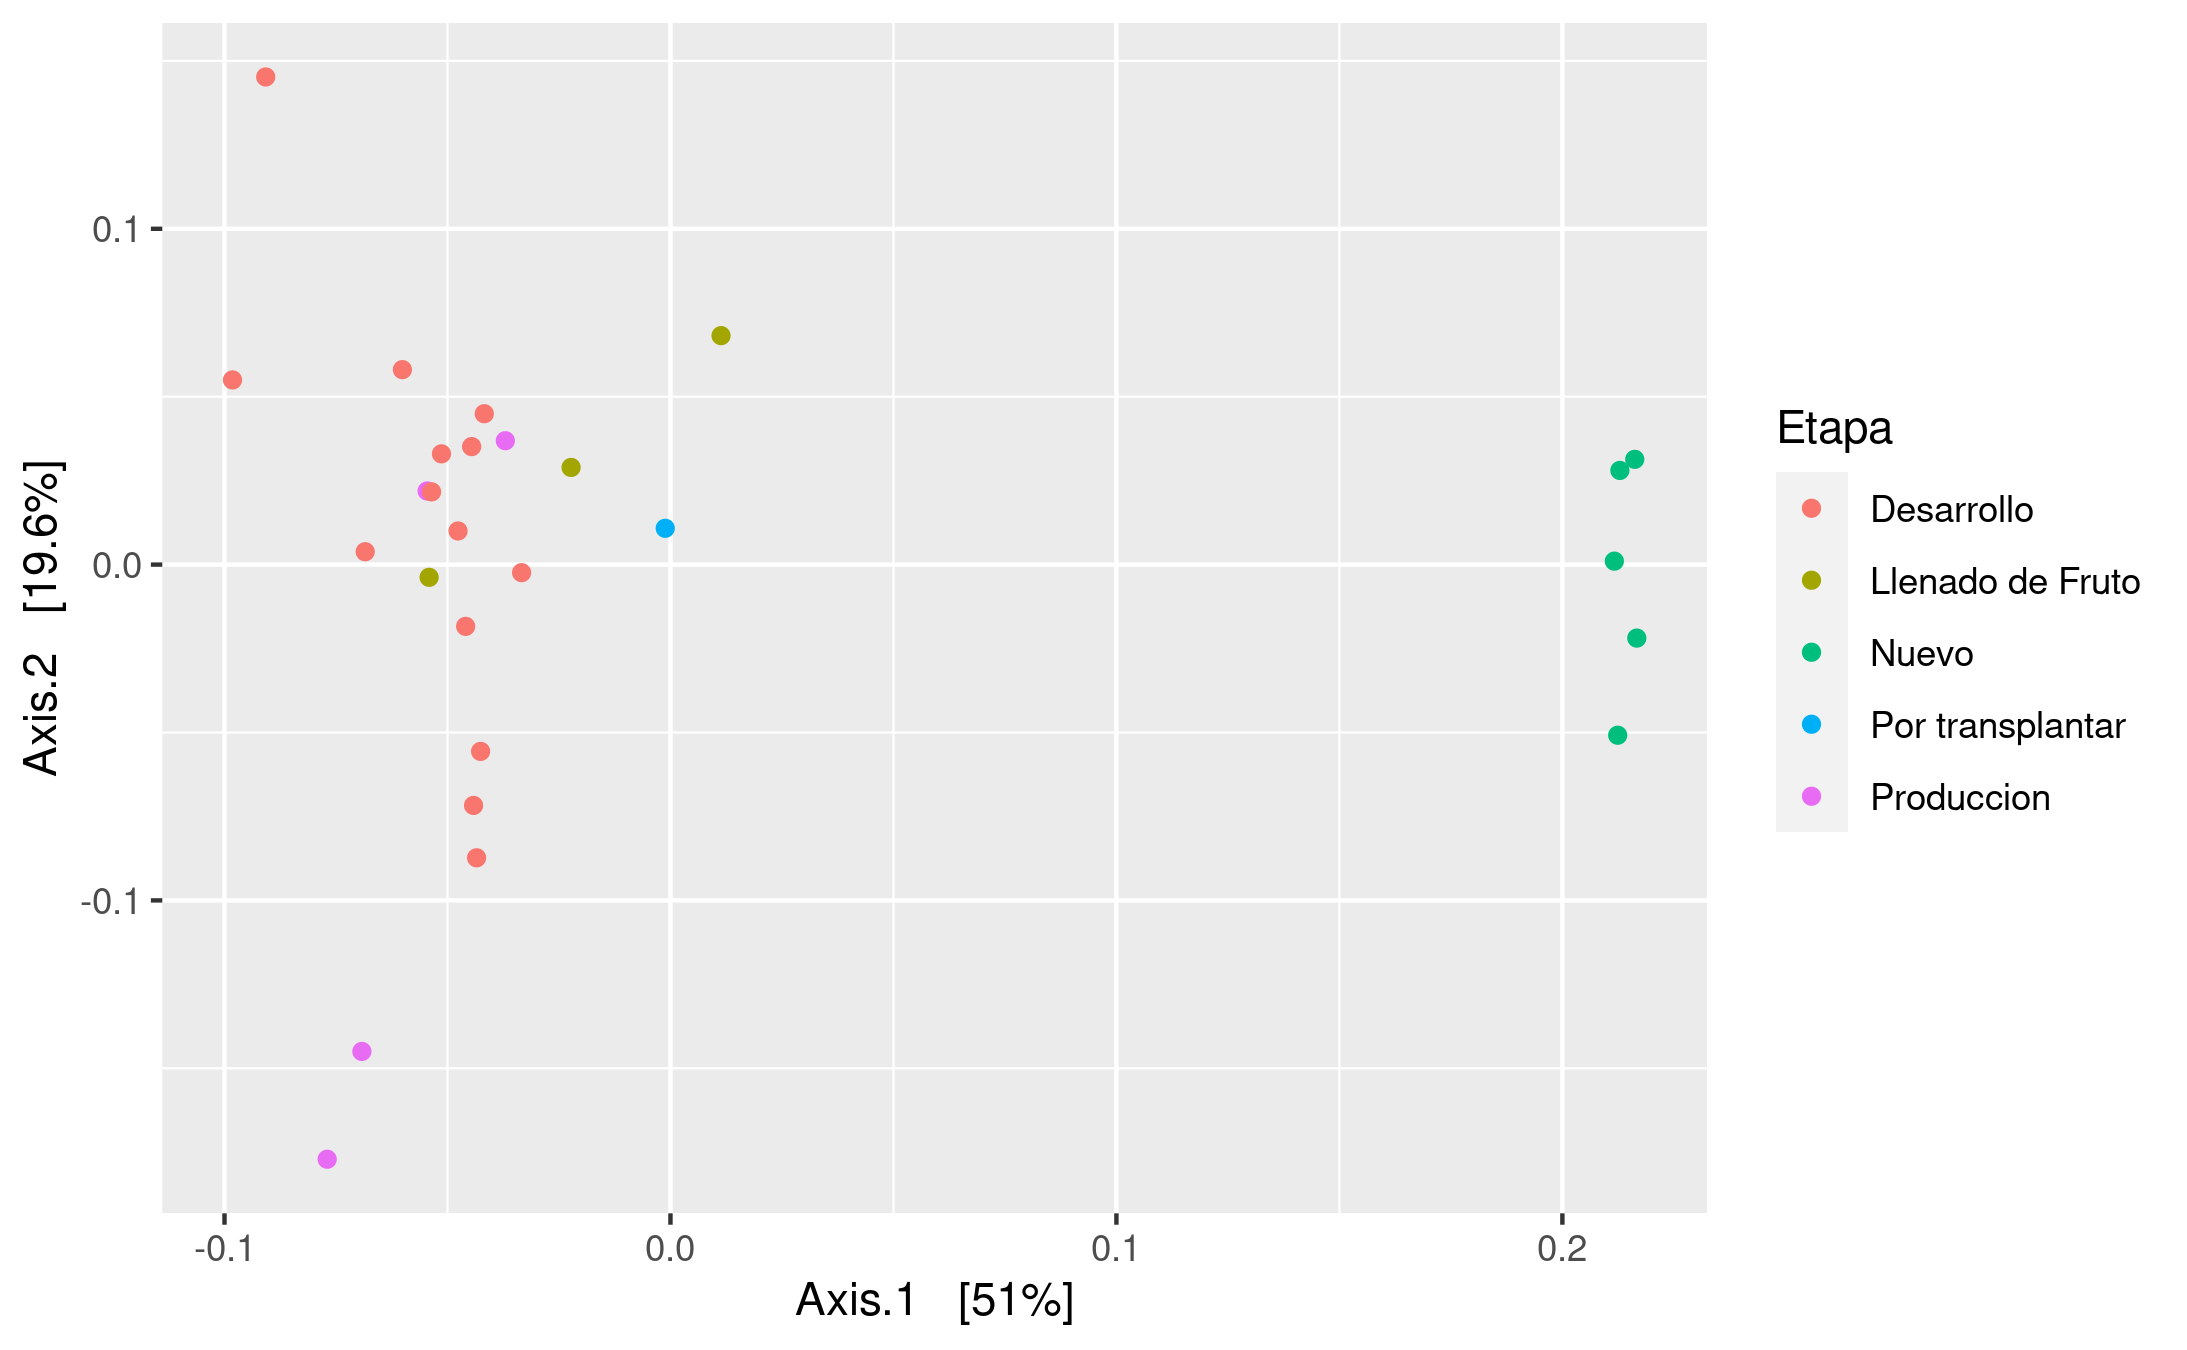 0.1
0.0
-0.1
Axis.2 [19.6%]
-0.1
0.0
0.1
0.2
Axis.1 [51%]
Etapa
Desarrollo
Llenado de Fruto
Nuevo
Por transplantar
Produccion